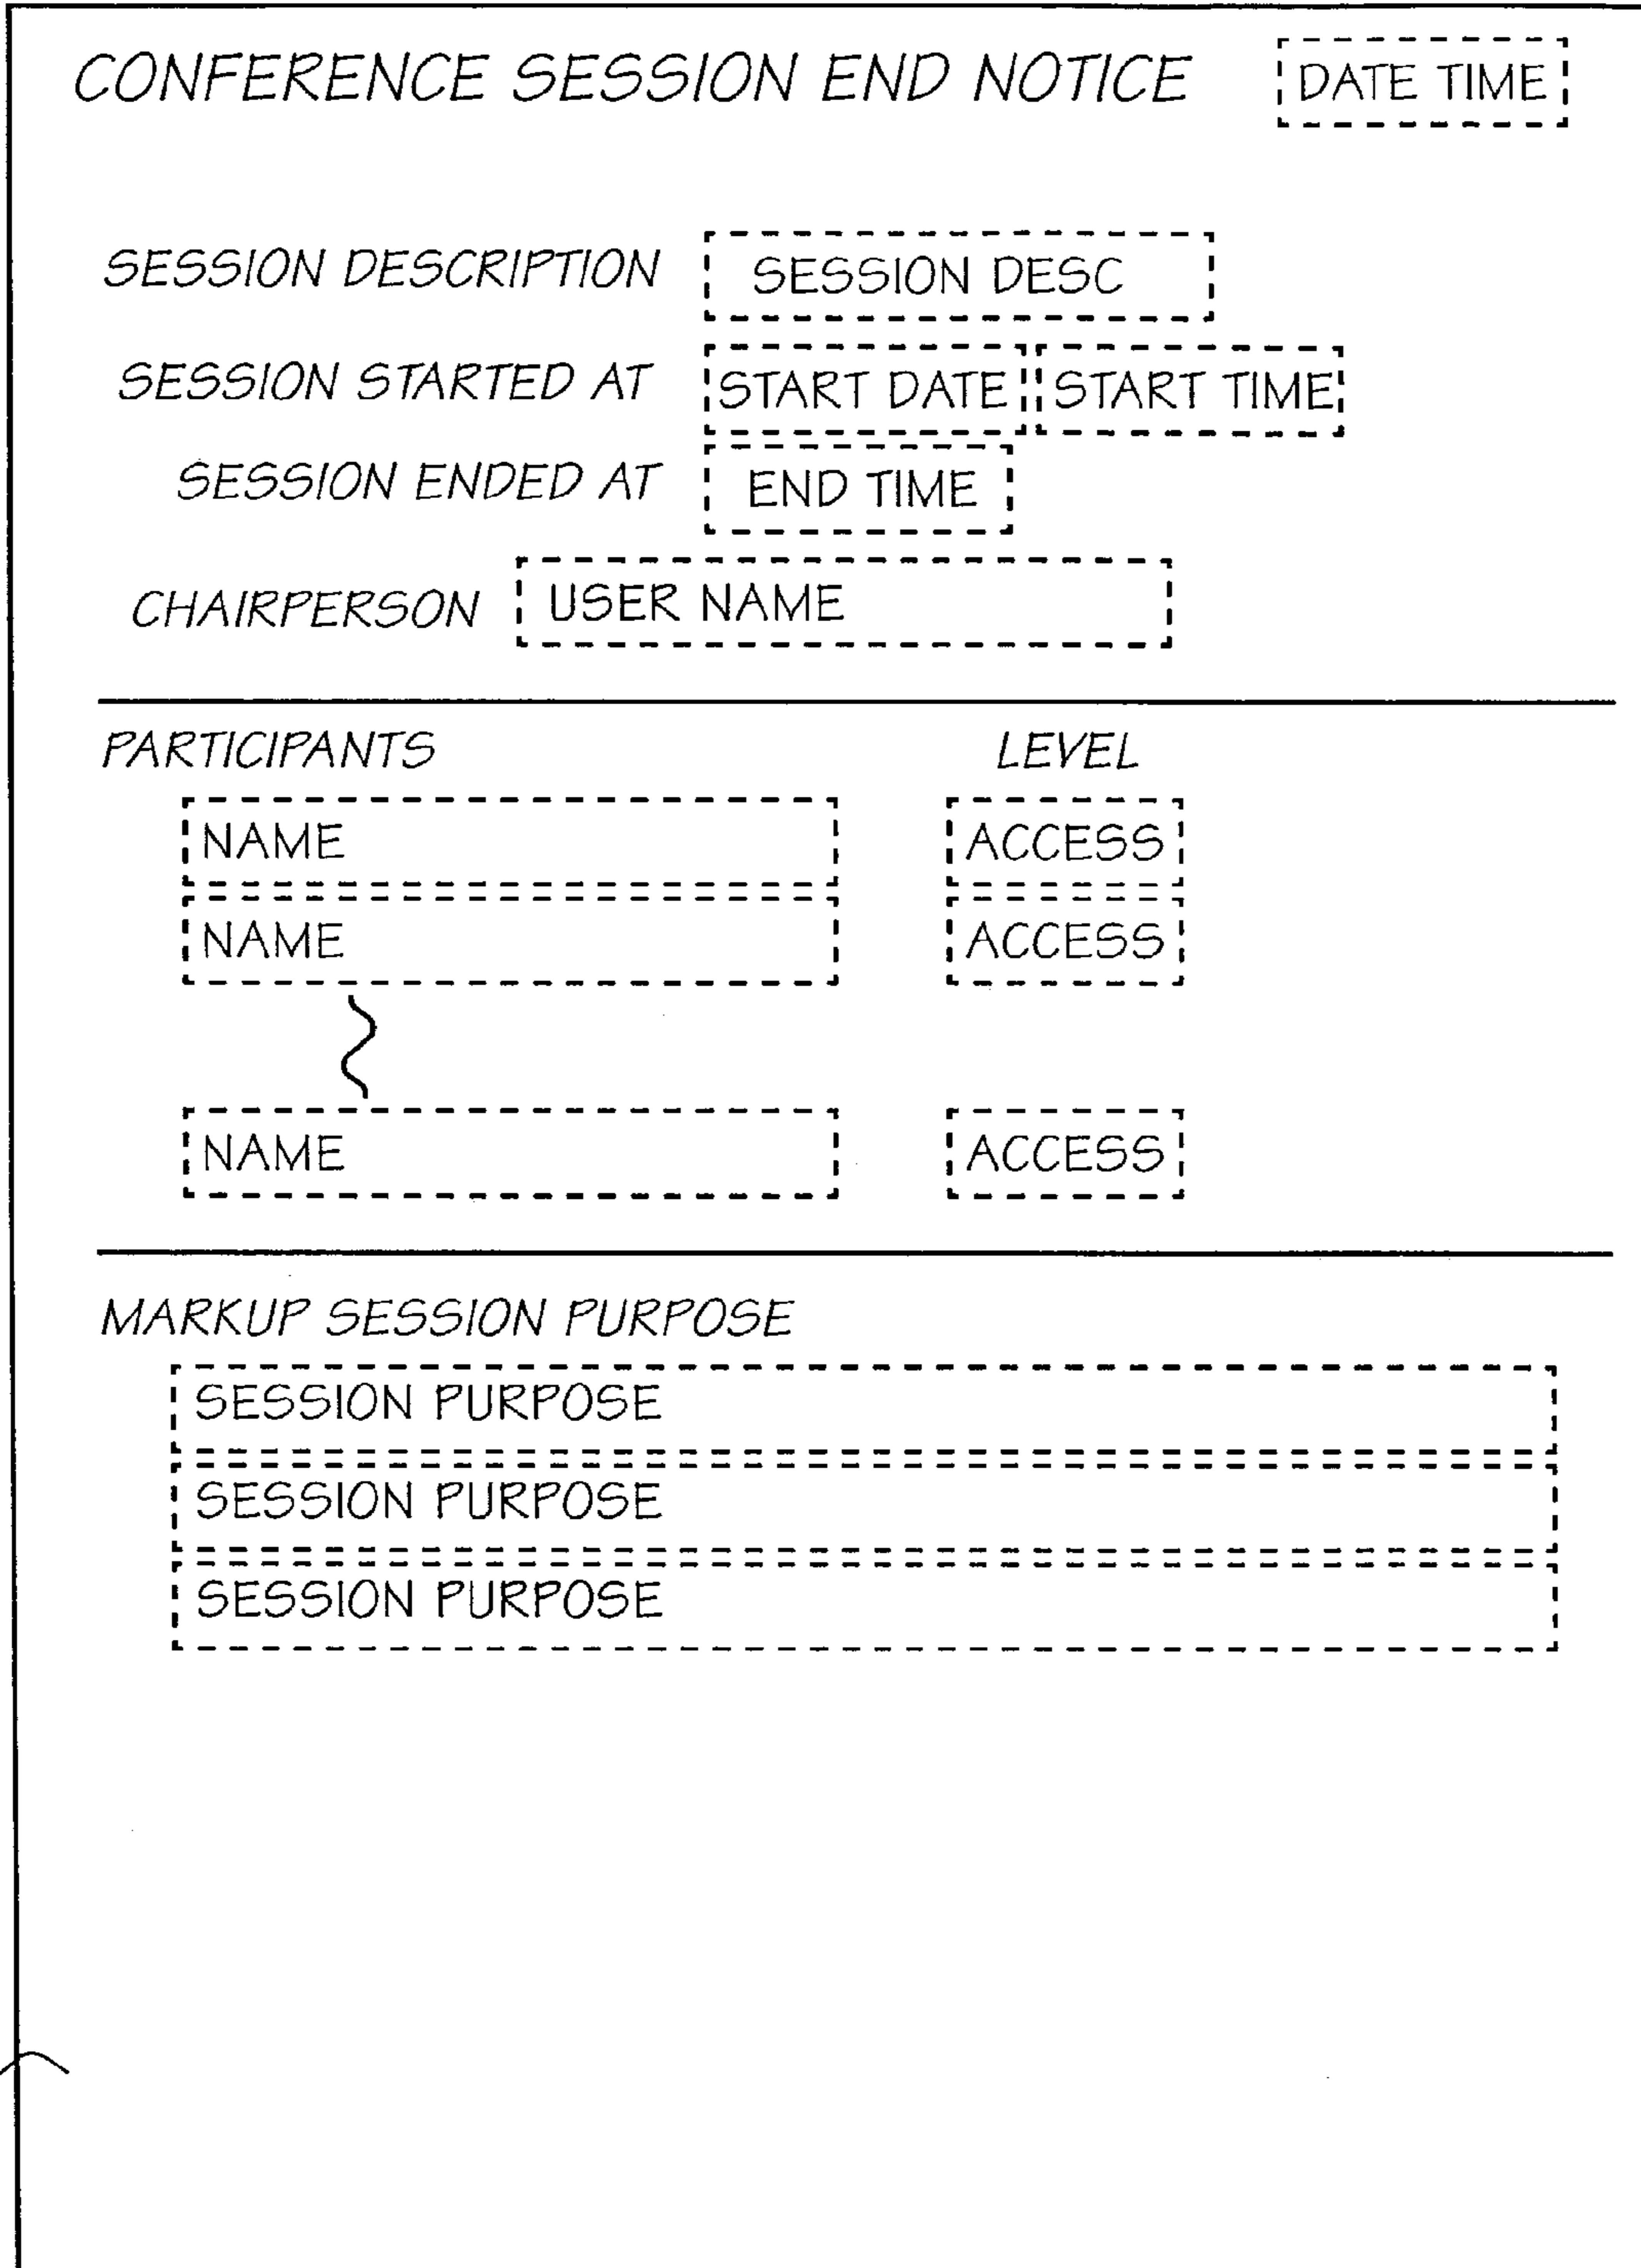 CONFERENCE SESSION END NOTICE DATE TIME
SESSION DESCRIPTION SESSION DESC
SESSION STARTED AT START DATE START TIME
SESSION ENDED AT END TIME
CHAIRPERSON USER NAME
PARTICIPANTS LEVEL
NAME ACCESS
NAME ACCESS
NAME ACCESS
MARKUP SESSION PURPOSE
SESSION PURPOSE
SESSION PURPOSE
SESSION PURPOSE